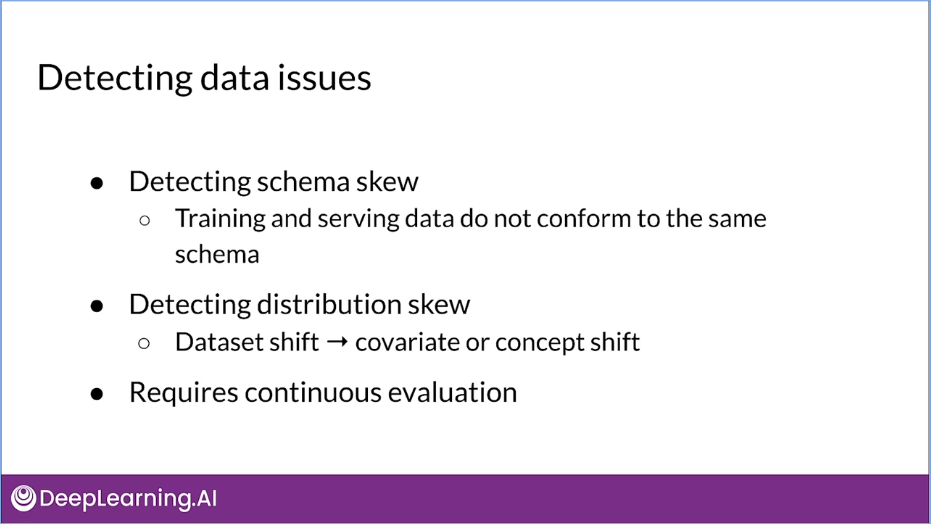 Detecting data issues
● Detecting schema skew
○ Training and serving data do not conform to the same
schema
● Detecting distribution skew
○ Dataset shift → covariate or concept shift
● Requires continuous evaluation
DeepLearning.AI